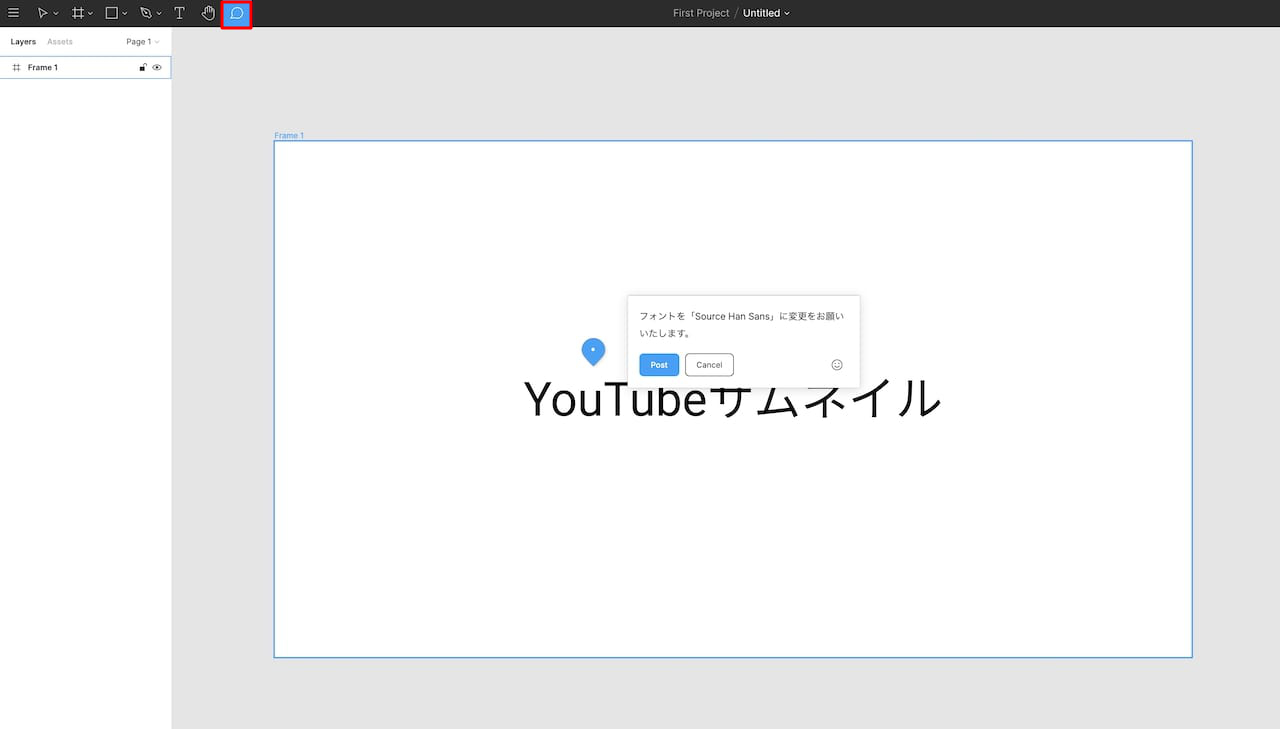 First Project / Untitled
Layers Assets Page 1
Frame 1
Frame 1
フォントを「Source Han Sans」に変更をお願い
いたします。
Post Cancel
YouTubeサムネイル